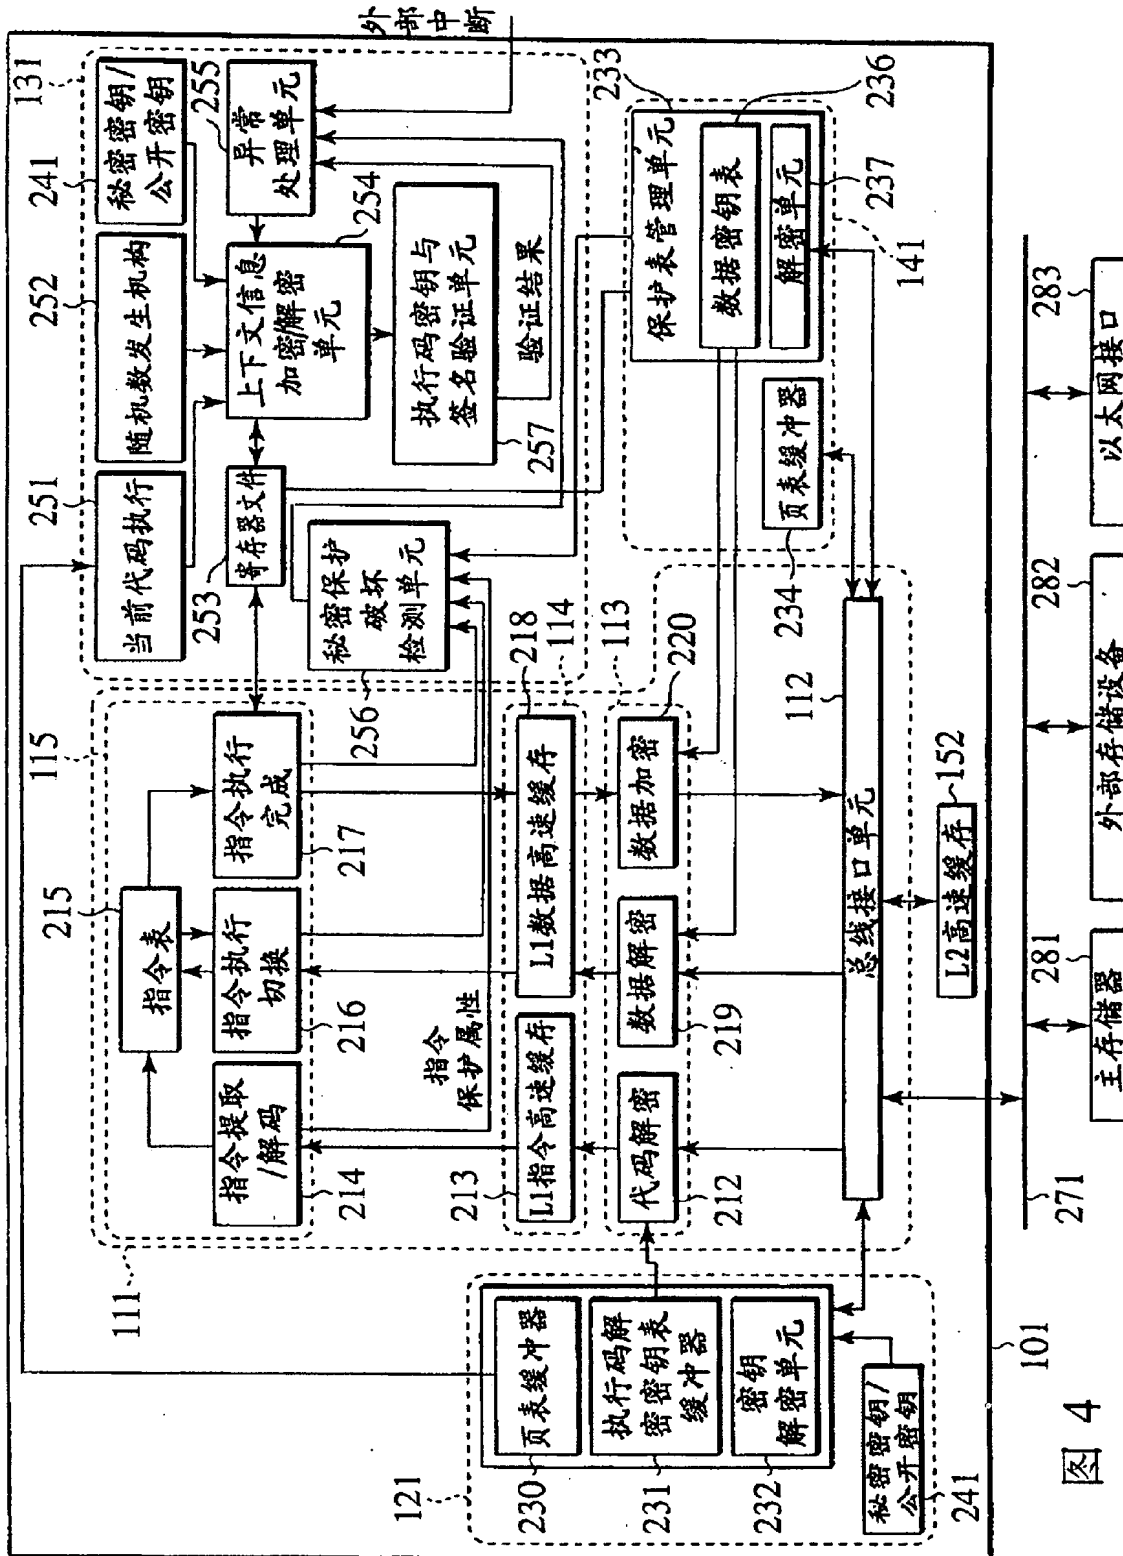 外部中断
131
秘密密钥/
公开密钥
241
随机数发生机构
252
当前代码执行
251
异常
处理单元
255
上下文信息
加密/解密
单元
254
寄存器文件
253
执行码密钥与
签名验证单元
257
验证结果
秘密保护
破坏
检测单元
256
115
指令表
215
指令提取
/解码
214
指令执行
切换
216
指令执行
完成
217
指令
保护属性
111
L1指令高速缓存
213
L1数据高速缓存
218
114
代码解密
212
数据解密
219
数据加密
220
113
总线接口单元
112
L2高速缓存
152
保护表管理单元
233
数据密钥表
236
解密单元
237
141
页表缓冲器
234
121
页表缓冲器
230
执行码解
密密钥表
缓冲器
231
密钥
解密单元
232
秘密密钥/
公开密钥
241
101
271
主存储器
281
外部存储设备
282
以太网接口
283
图 4